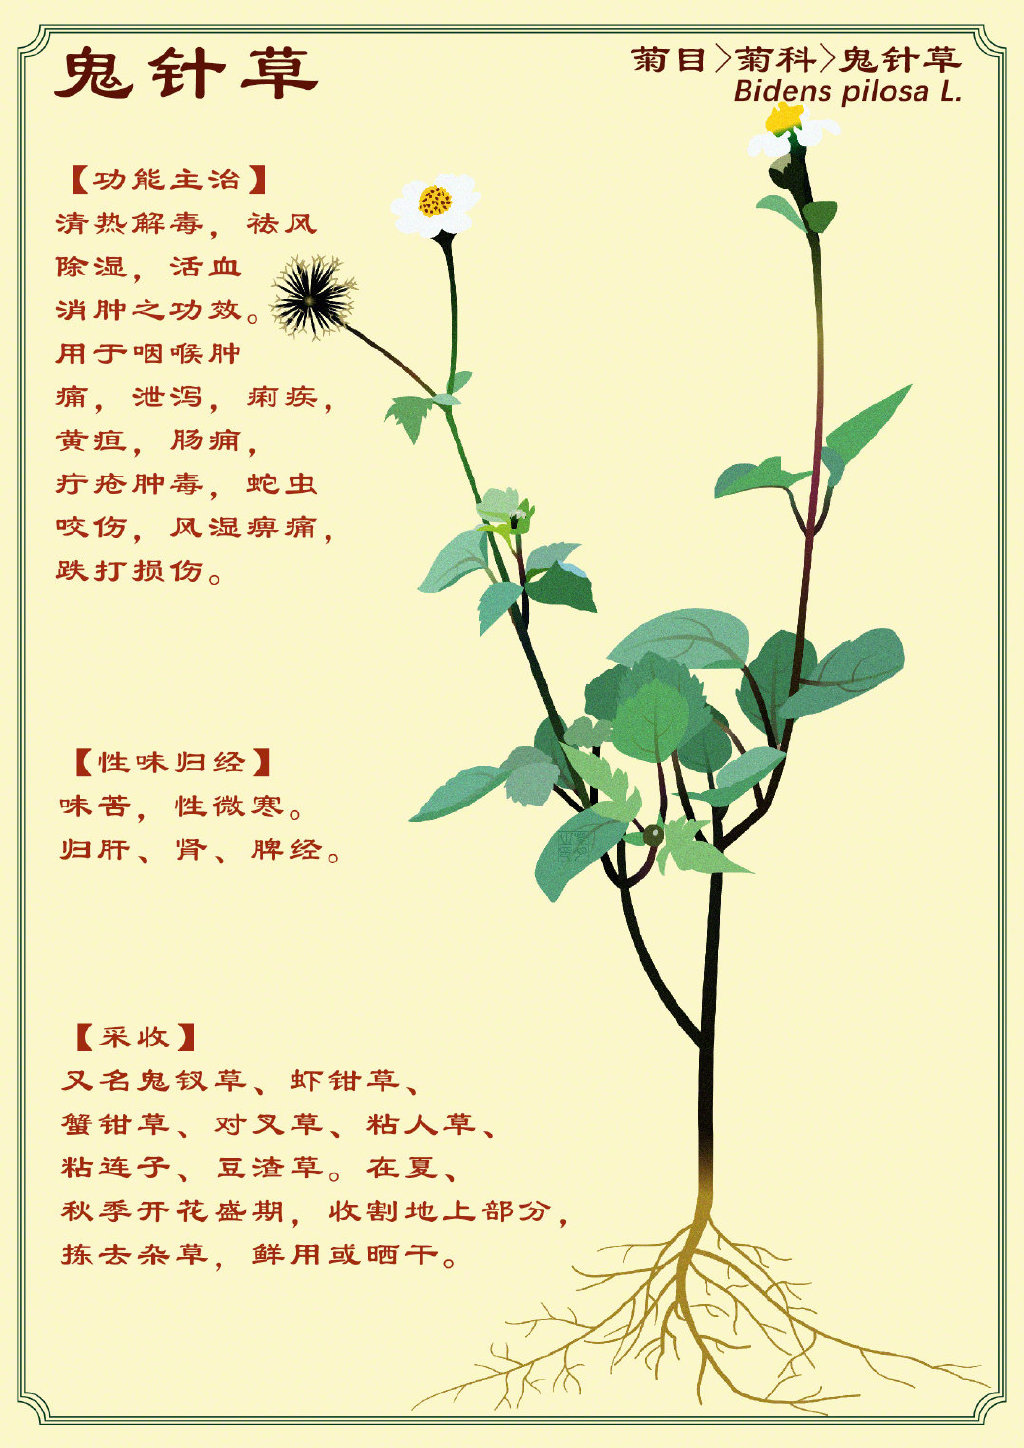 鬼针草
菊目>菊科>鬼针草
Bidens pilosa L.
【功能主治】
清热解毒，祛风
除湿，活血
消肿之功效。
用于咽喉肿
痛，泄泻，痢疾，
黄疸，肠痈，
疔疮肿毒，蛇虫
咬伤，风湿痹痛，
跌打损伤。
【性味归经】
味苦，性微寒。
归肝、肾、脾经。
【采收】
又名鬼钗草、虾钳草、
蟹钳草、对叉草、粘人草、
粘连子、豆渣草。在夏、
秋季开花盛期，收割地上部分，
拣去杂草，鲜用或晒干。